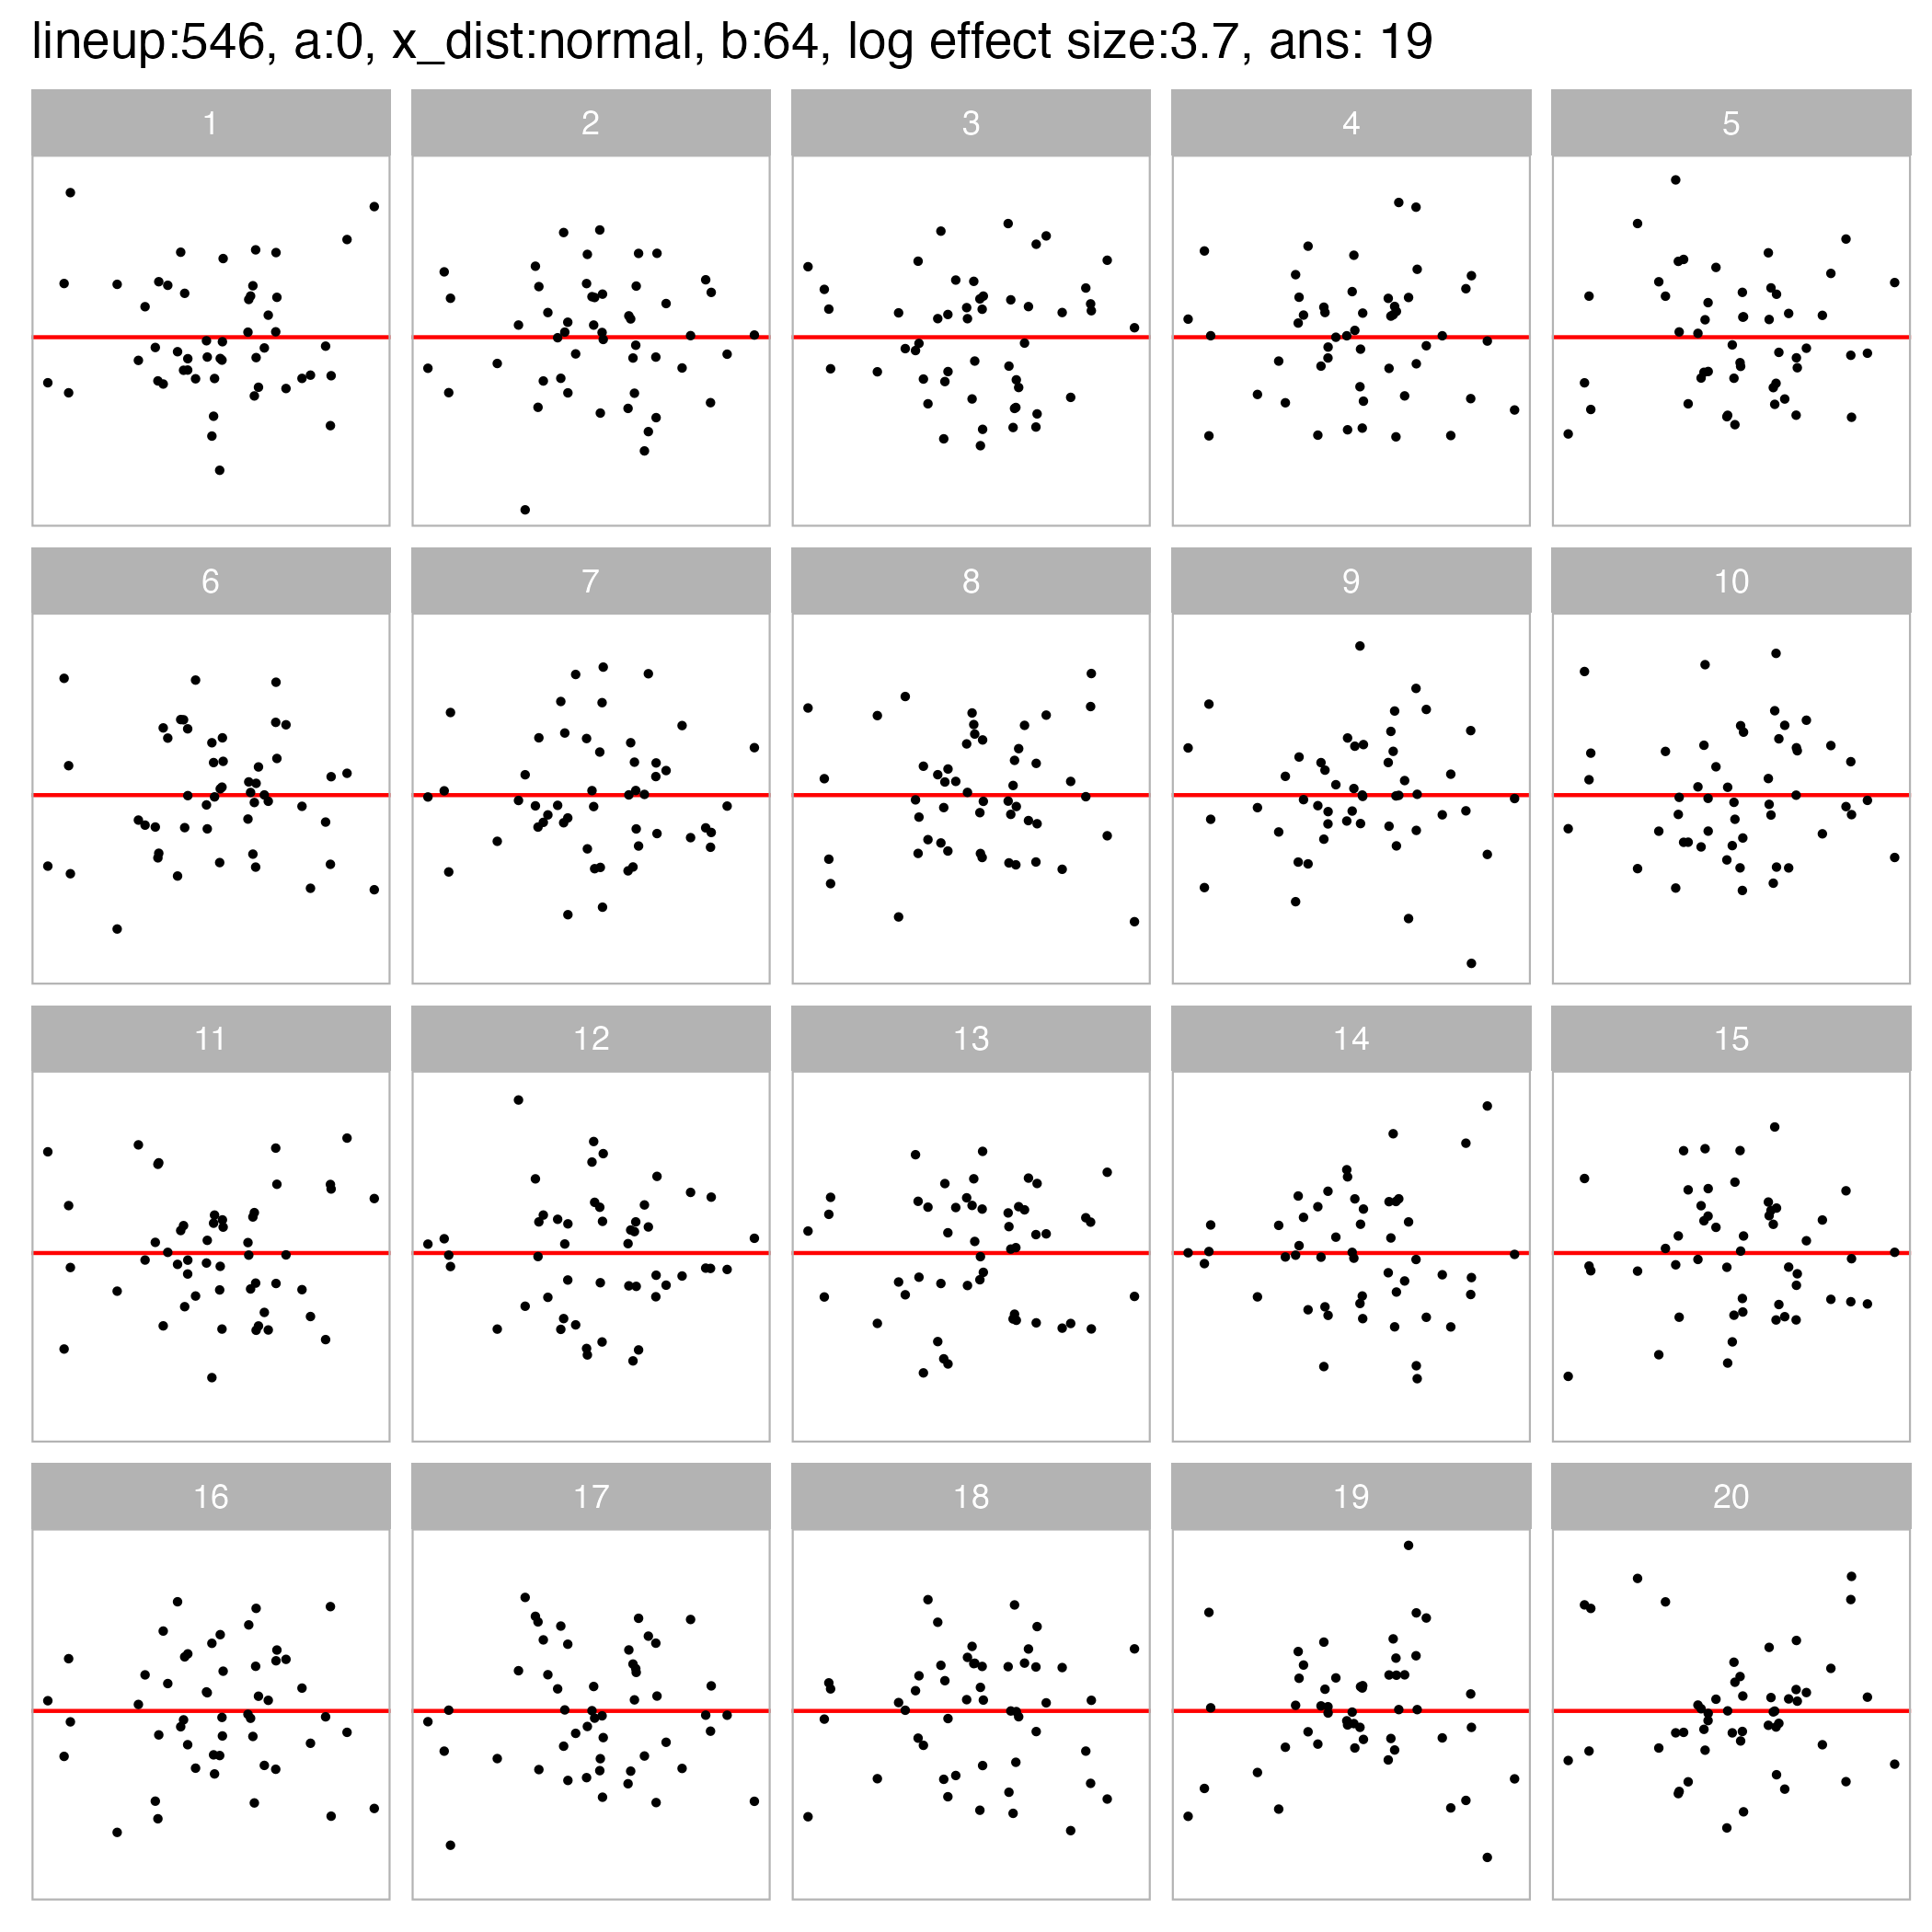 lineup:546, a:0, x_dist:normal, b:64, log effect size:3.7, ans: 19
1 2 3 4 5
6 7 8 9 10
11 12 13 14 15
16 17 18 19 20